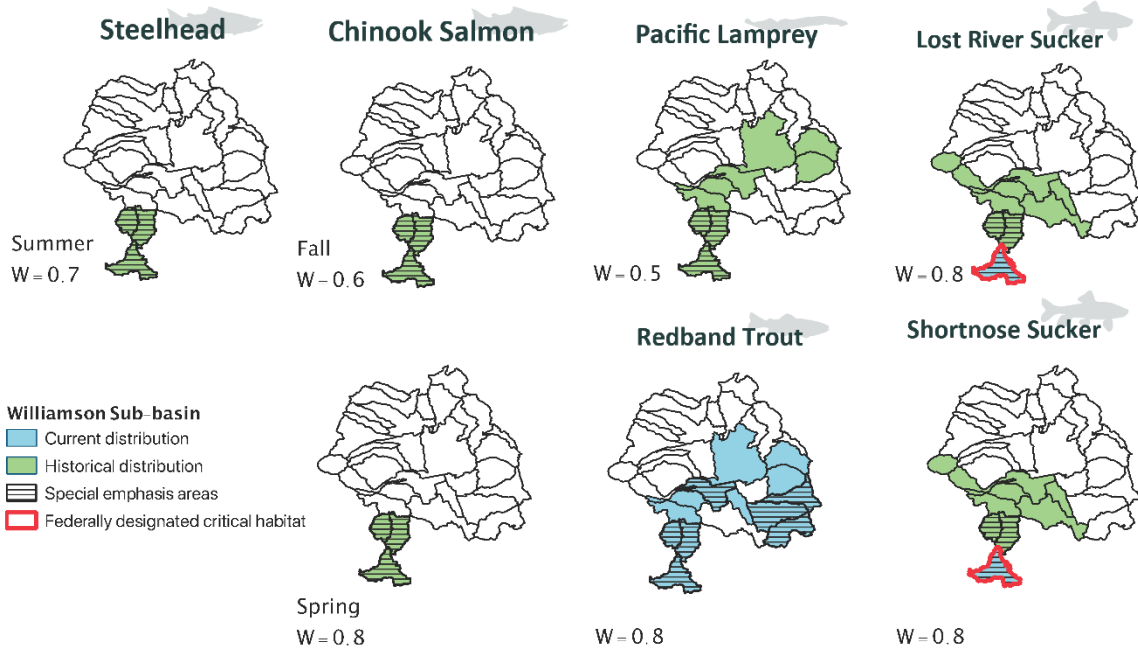 Steelhead
Chinook Salmon
Pacific Lamprey
Lost River Sucker
Summer
W = 0.7
Fall
W – 0.6
W = 0.5
W = 0.8
Redband Trout
Shortnose Sucker
Williamson Sub-basin
Current distribution
Historical distribution
Special emphasis areas
Federally designated critical habitat
Spring
W = 0.8
W = 0.8
W = 0.8